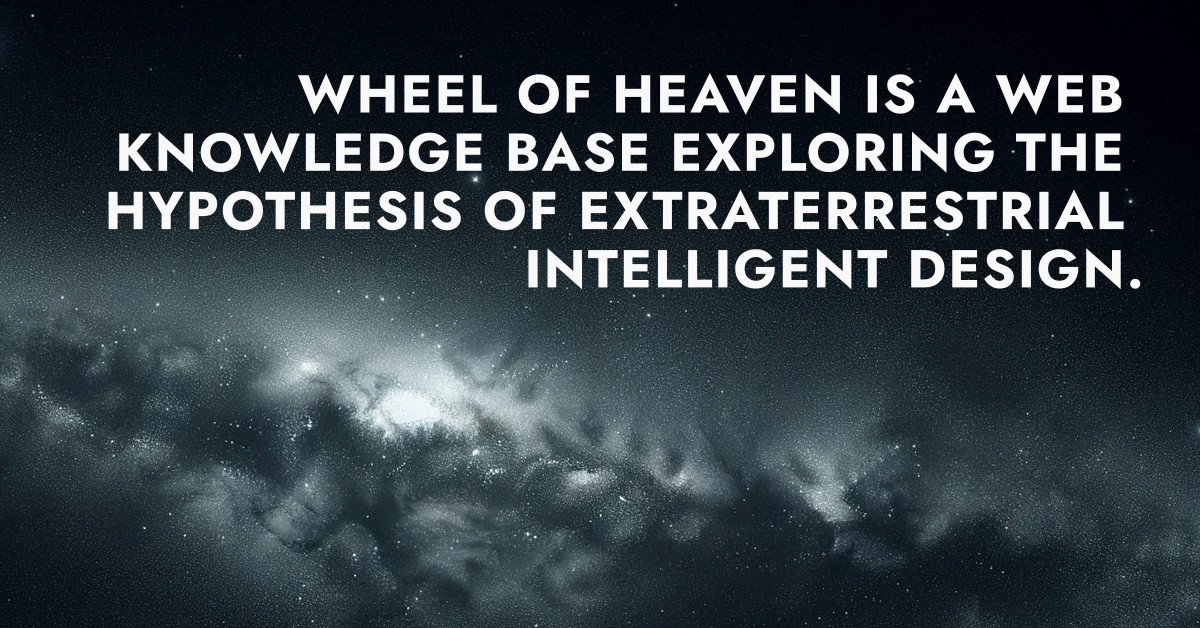 WHEEL OF HEAVEN IS A WEB
KNOWLEDGE BASE EXPLORING THE
HYPOTHESIS OF EXTRATERRESTRIAL
INTELLIGENT DESIGN.